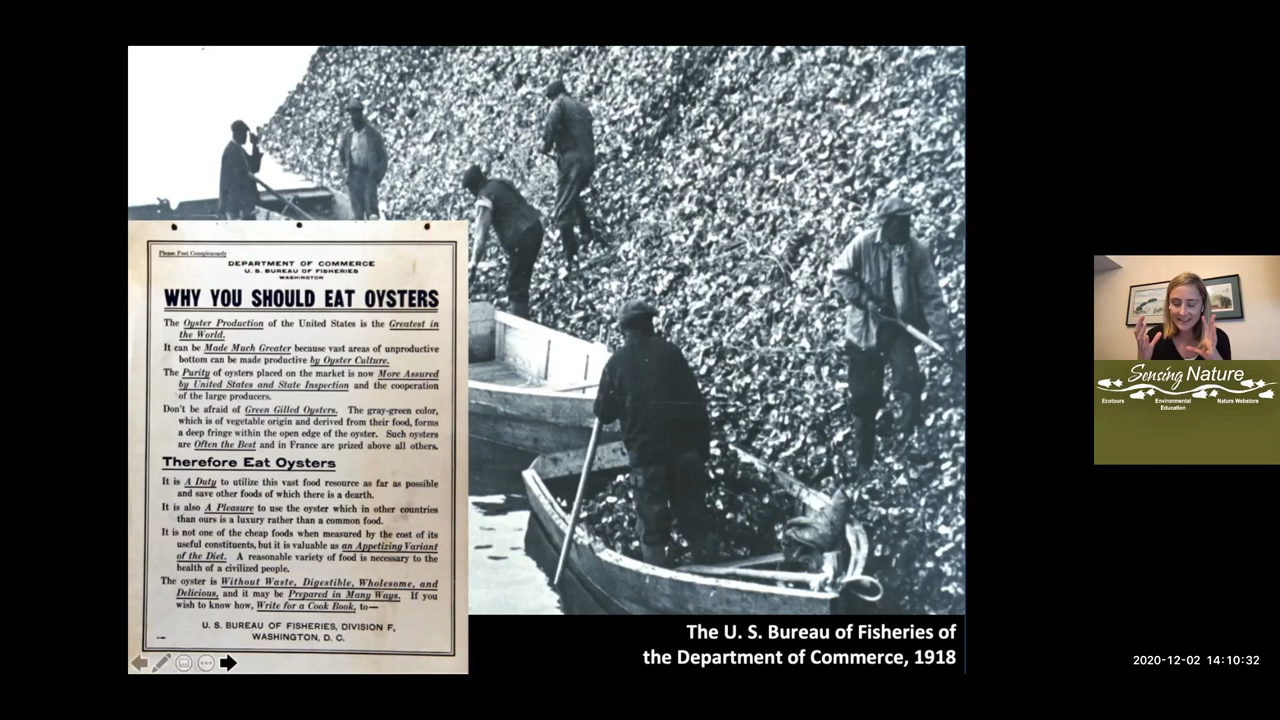 Please Post Conspicuously
DEPARTMENT OF COMMERCE
U. S. BUREAU OF FISHERIES
WASHINGTON
WHY YOU SHOULD EAT OYSTERS
The Oyster Production of the United States is the Greatest in
the World.
It can be Made Much Greater because vast areas of unproductive
bottom can be made productive by Oyster Culture.
The Purity of oysters placed on the market is now More Assured
by United States and State Inspection and the cooperation
of the large producers.
Don't be afraid of Green Gilled Oysters. The gray-green color,
which is of vegetable origin and derived from their food, forms
a deep fringe within the open edge of the oyster. Such oysters
are Often the Best and in France are prized above all others.
Therefore Eat Oysters
It is A Duty to utilize this vast food resource as far as possible
and save other foods of which there is a dearth.
It is also A Pleasure to use the oyster which in other countries
than ours is a luxury rather than a common food.
It is not one of the cheap foods when measured by the cost of its
useful constituents, but it is valuable as an Appetizing Variant
of the Diet. A reasonable variety of food is necessary to the
health of a civilized people.
The oyster is Without Waste, Digestible, Wholesome, and
Delicious, and it may be Prepared in Many Ways. If you
wish to know how, Write for a Cook Book, to—
U. S. BUREAU OF FISHERIES, DIVISION F,
WASHINGTON, D. C.
The U. S. Bureau of Fisheries of
the Department of Commerce, 1918
Sensing Nature
Ecotours
Environmental
Education
Nature Webstore
2020-12-02 14:10:32